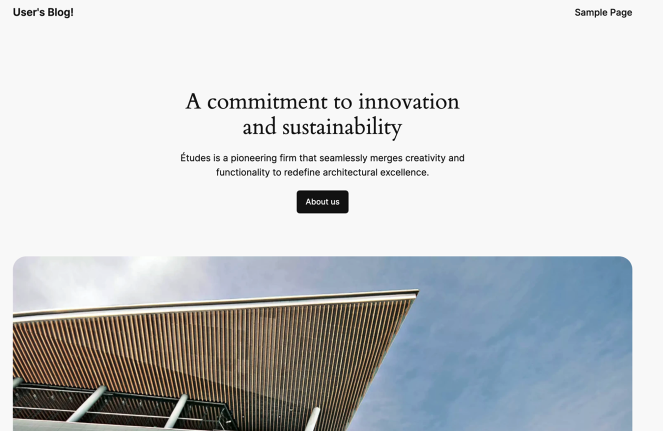 User's Blog!
Sample Page
A commitment to innovation
and sustainability
Études is a pioneering firm that seamlessly merges creativity and
functionality to redefine architectural excellence.
About us